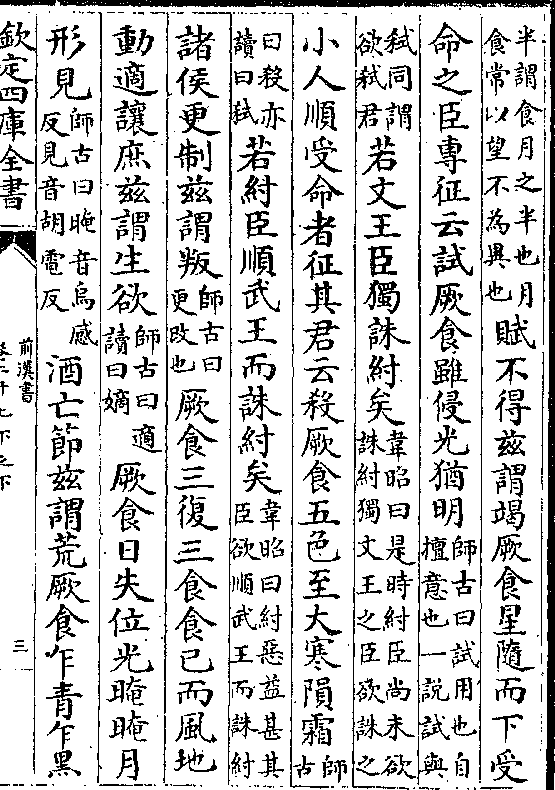 半謂食月之半也月食常以望不為異也賦不得茲謂竭厥食星隨而下受
命之臣專征云試厥食雖侵光猶明師古曰試用也自擅意也一説試與
弑同謂欲弑君若文王臣獨誅紂矣韋昭曰是時紂臣尚未欲誅紂獨文王之臣欲誅之
小人順受命者征其君云殺厥食五色至大寒隕霜師古
曰殺亦讀曰弑若紂臣順武王而誅紂矣韋昭曰紂惡益甚其臣欲順武王而誅紂
諸侯更制茲謂叛師古曰更改也厥食三復三食食已而風地
動適讓庶茲謂生欲師古曰適讀曰嫡厥食日失位光晻晻月
形見師古曰晻音烏感反見音胡電反酒亡節茲謂荒厥食乍青乍黑
欽定四庫全書
前漢書
卷二十七下之下
三